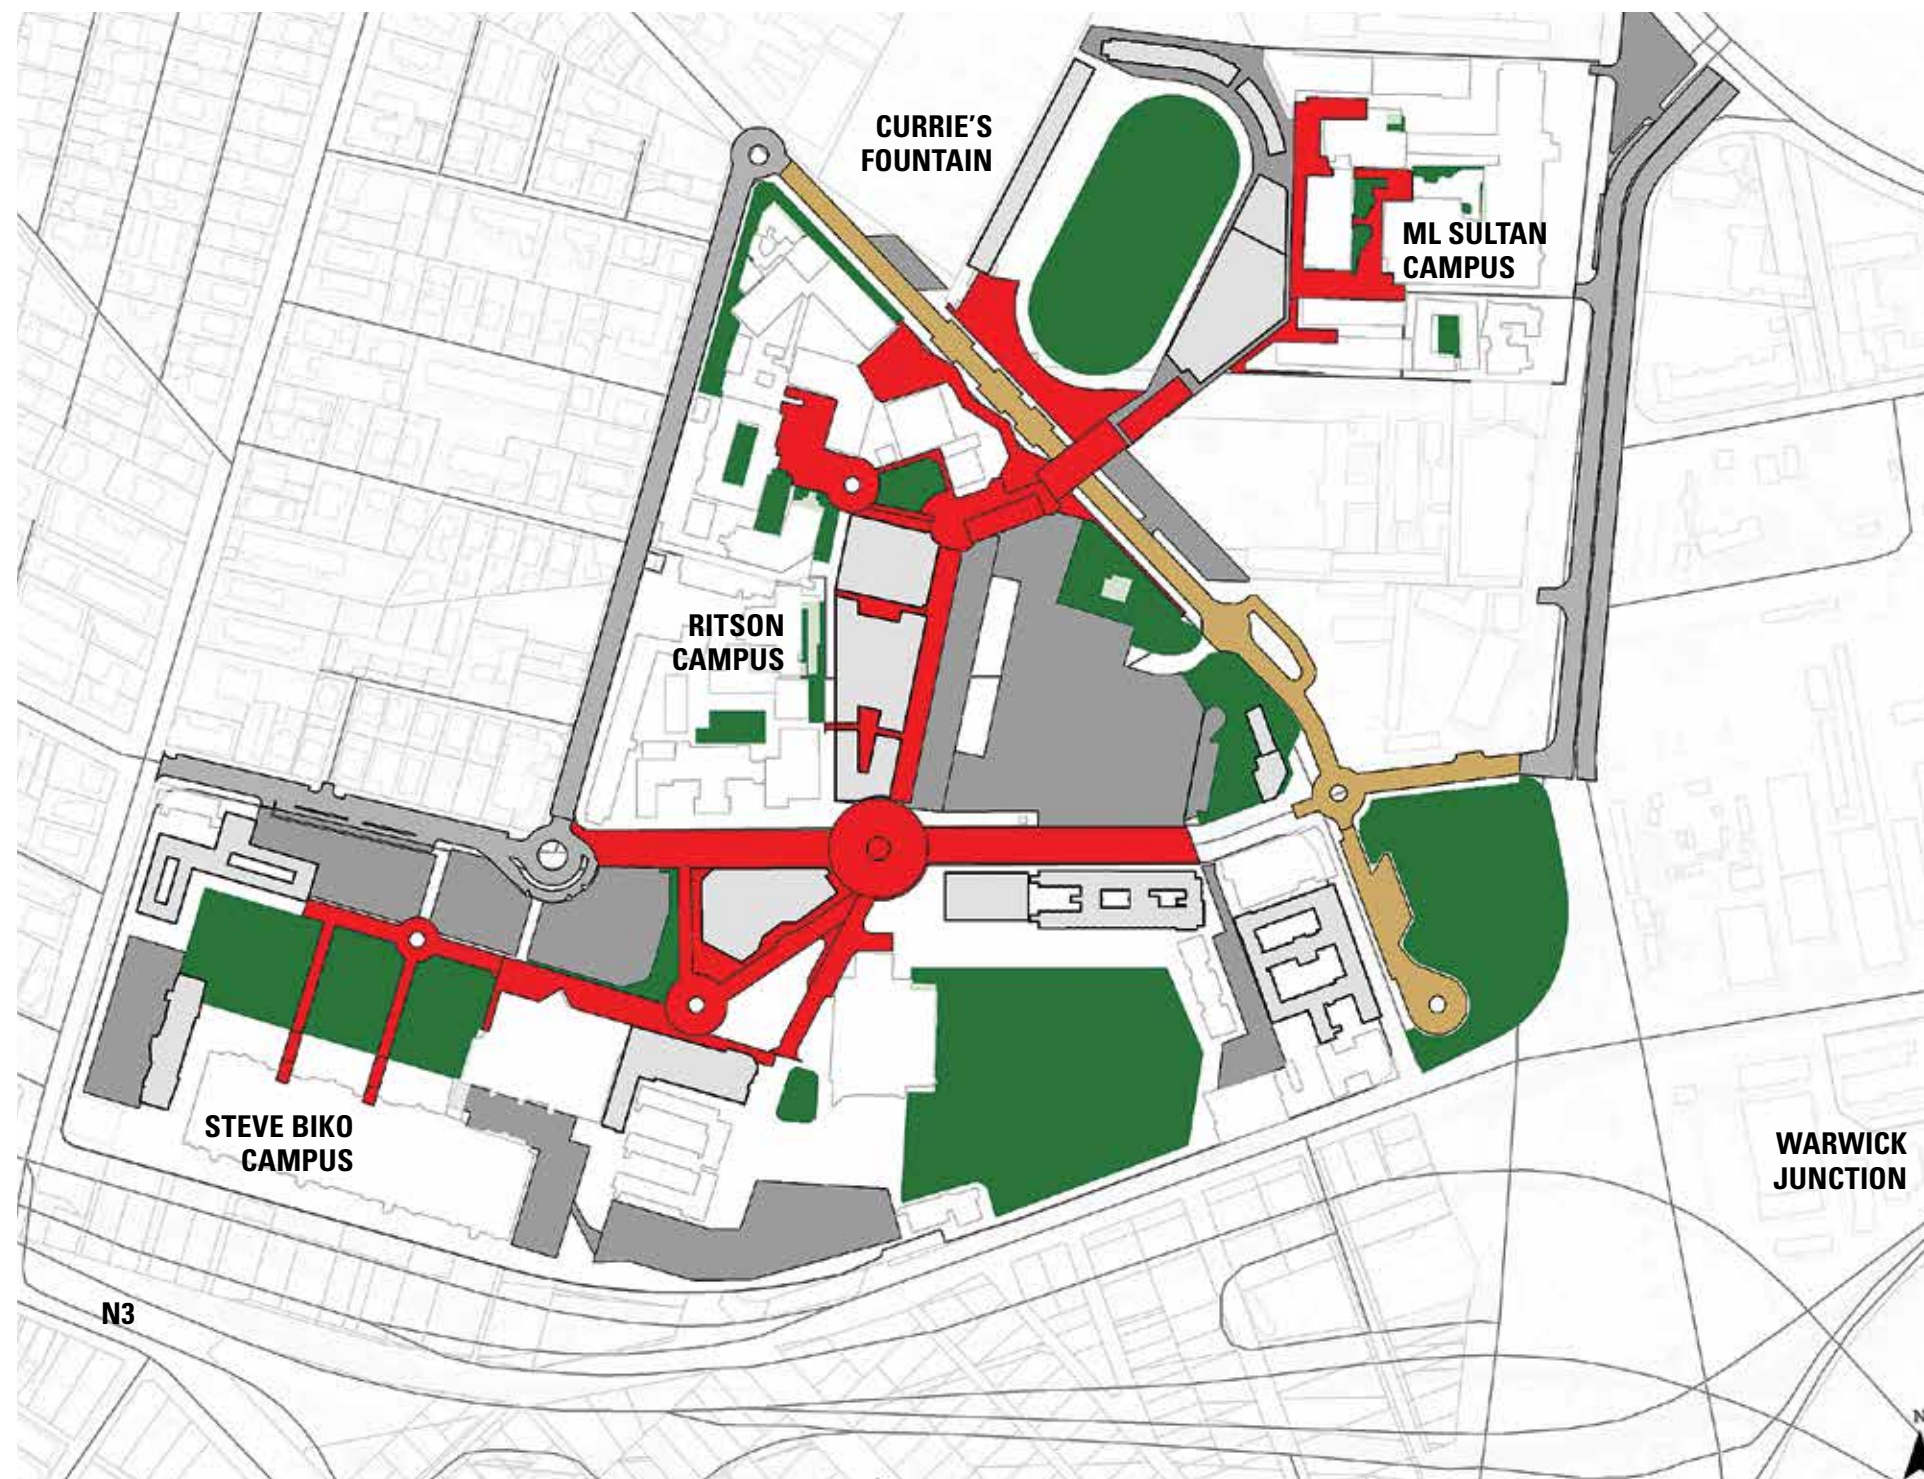 CURRIE'S
FOUNTAIN
ML SULTAN
CAMPUS
RITSON
CAMPUS
STEVE BIKO
CAMPUS
WARWICK
JUNCTION
N3
N